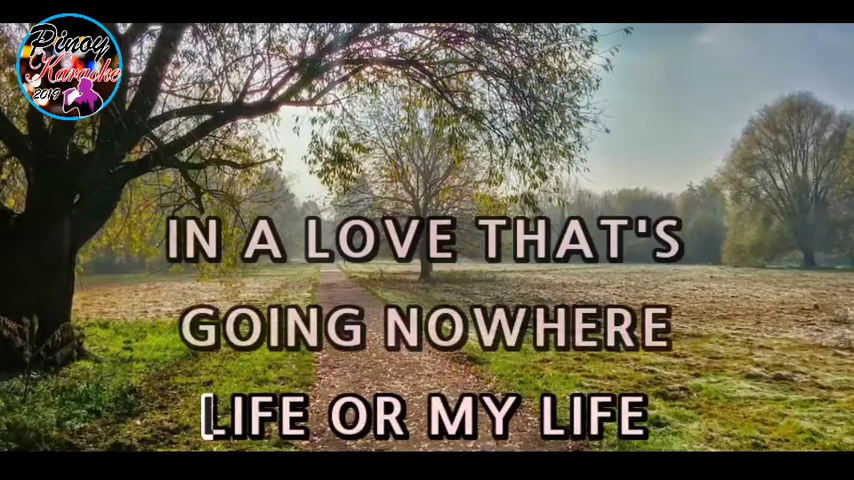 Pinoy
Karaoke
2019
IN A LOVE THAT'S
GOING NOWHERE
LIFE OR MY LIFE